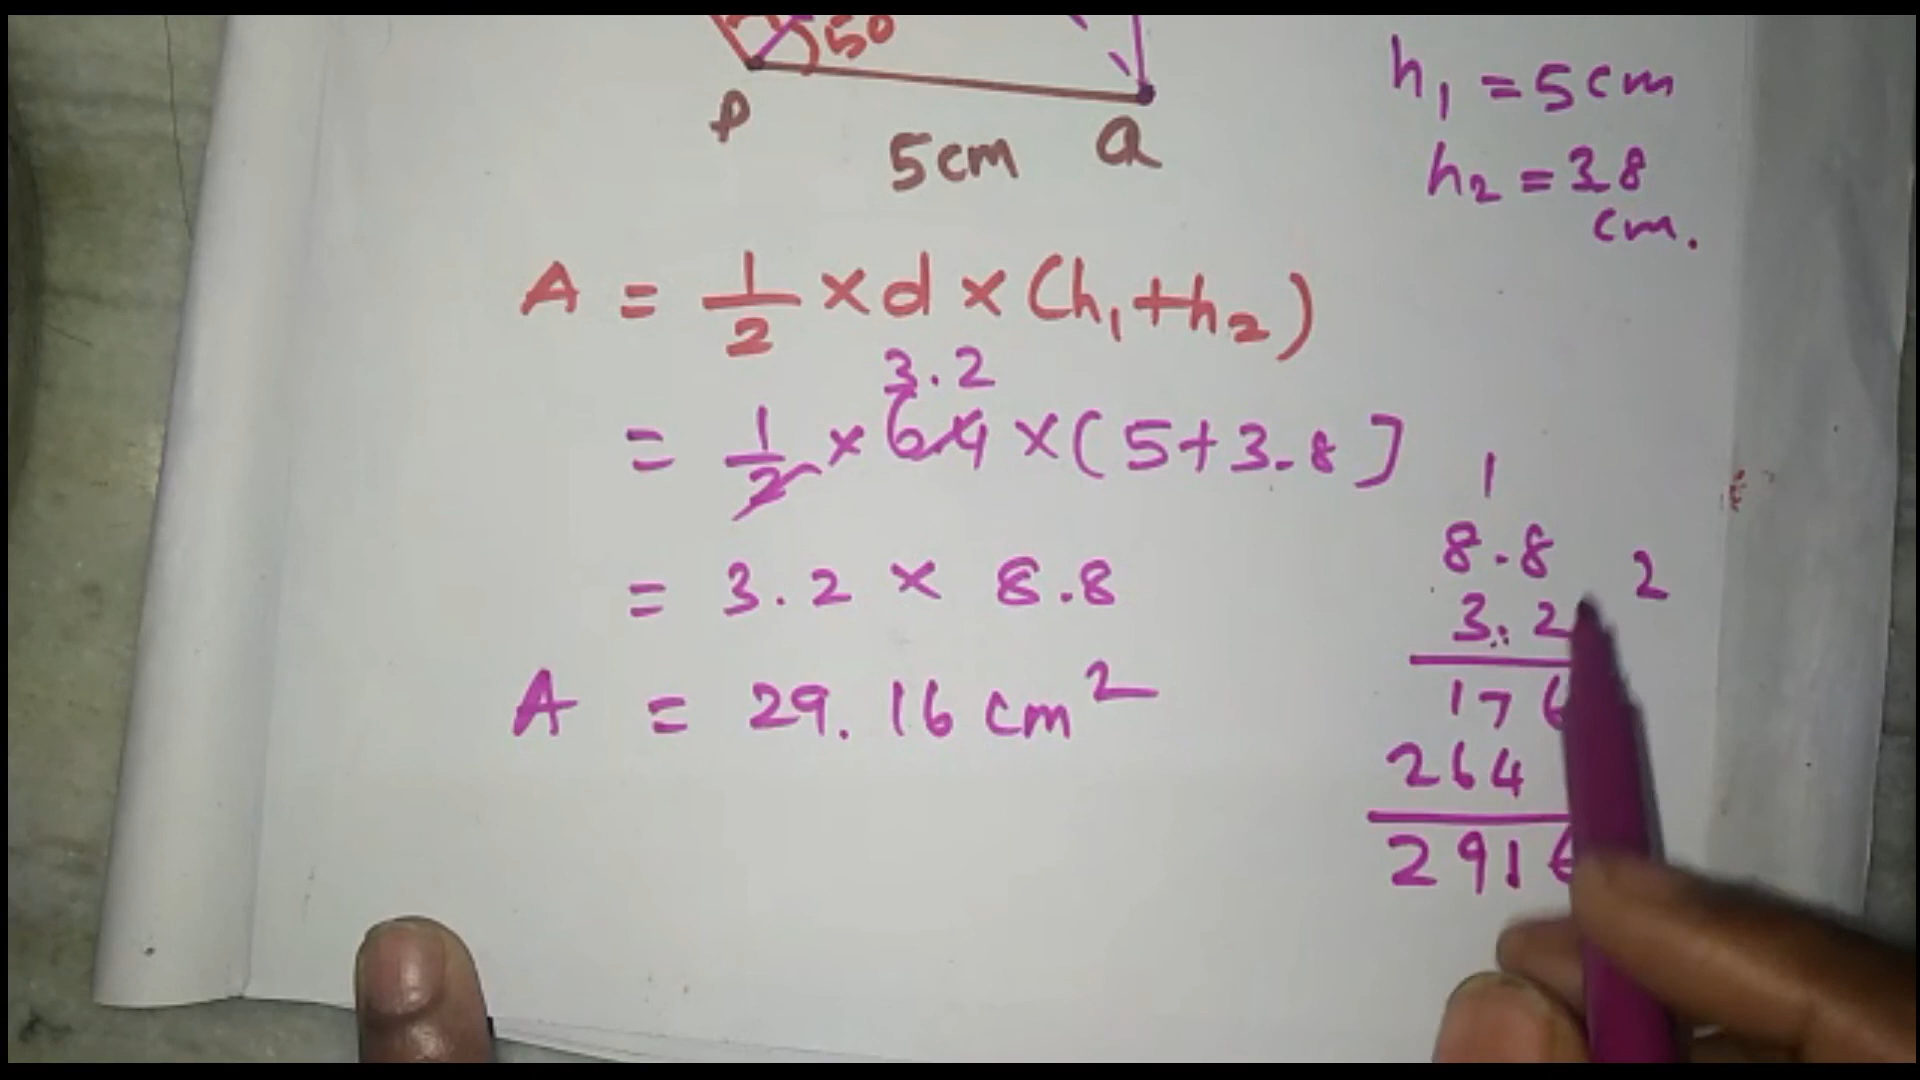 50
P
5cm Q
h₁ = 5cm
h₂ = 3.8
cm.
A = 1/2 × d × (h₁+h₂)
3.2
= 1/2 × 6.4 × (5+3.8]
= 3.2 × 8.8
A = 29.16 cm²
1
8.8 2
3.2
176
264
2916